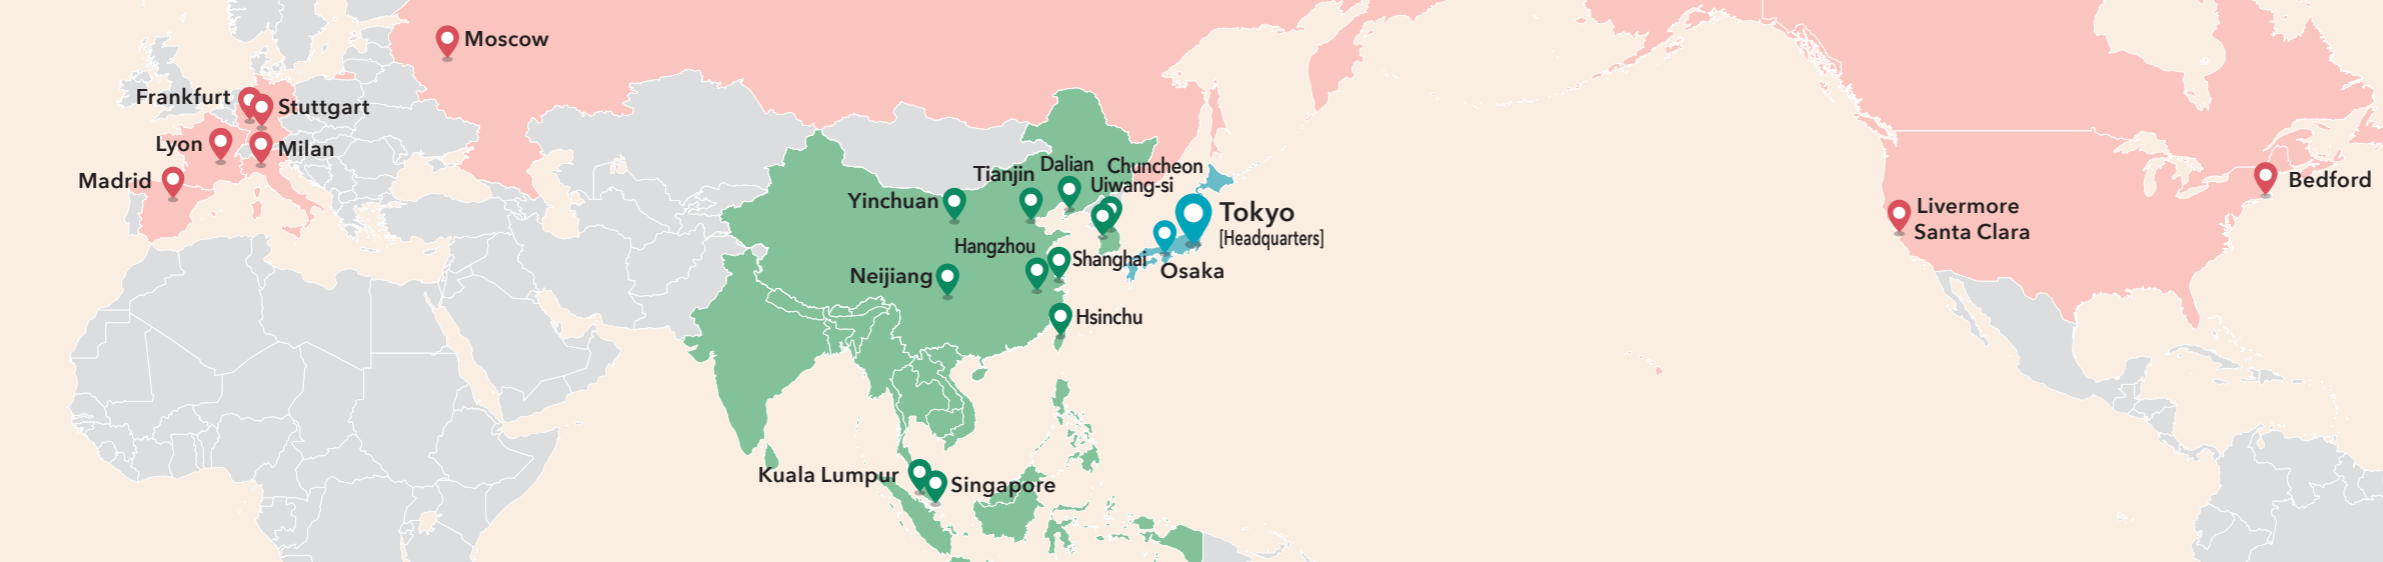 Moscow
Frankfurt
Stuttgart
Lyon
Milan
Madrid
Dalian
Chuncheon
Tianjin
Uiwang-si
Yinchuan
Tokyo
[Headquarters]
Hangzhou
Shanghai
Osaka
Neijiang
Hsinchu
Kuala Lumpur
Singapore
Livermore
Santa Clara
Bedford